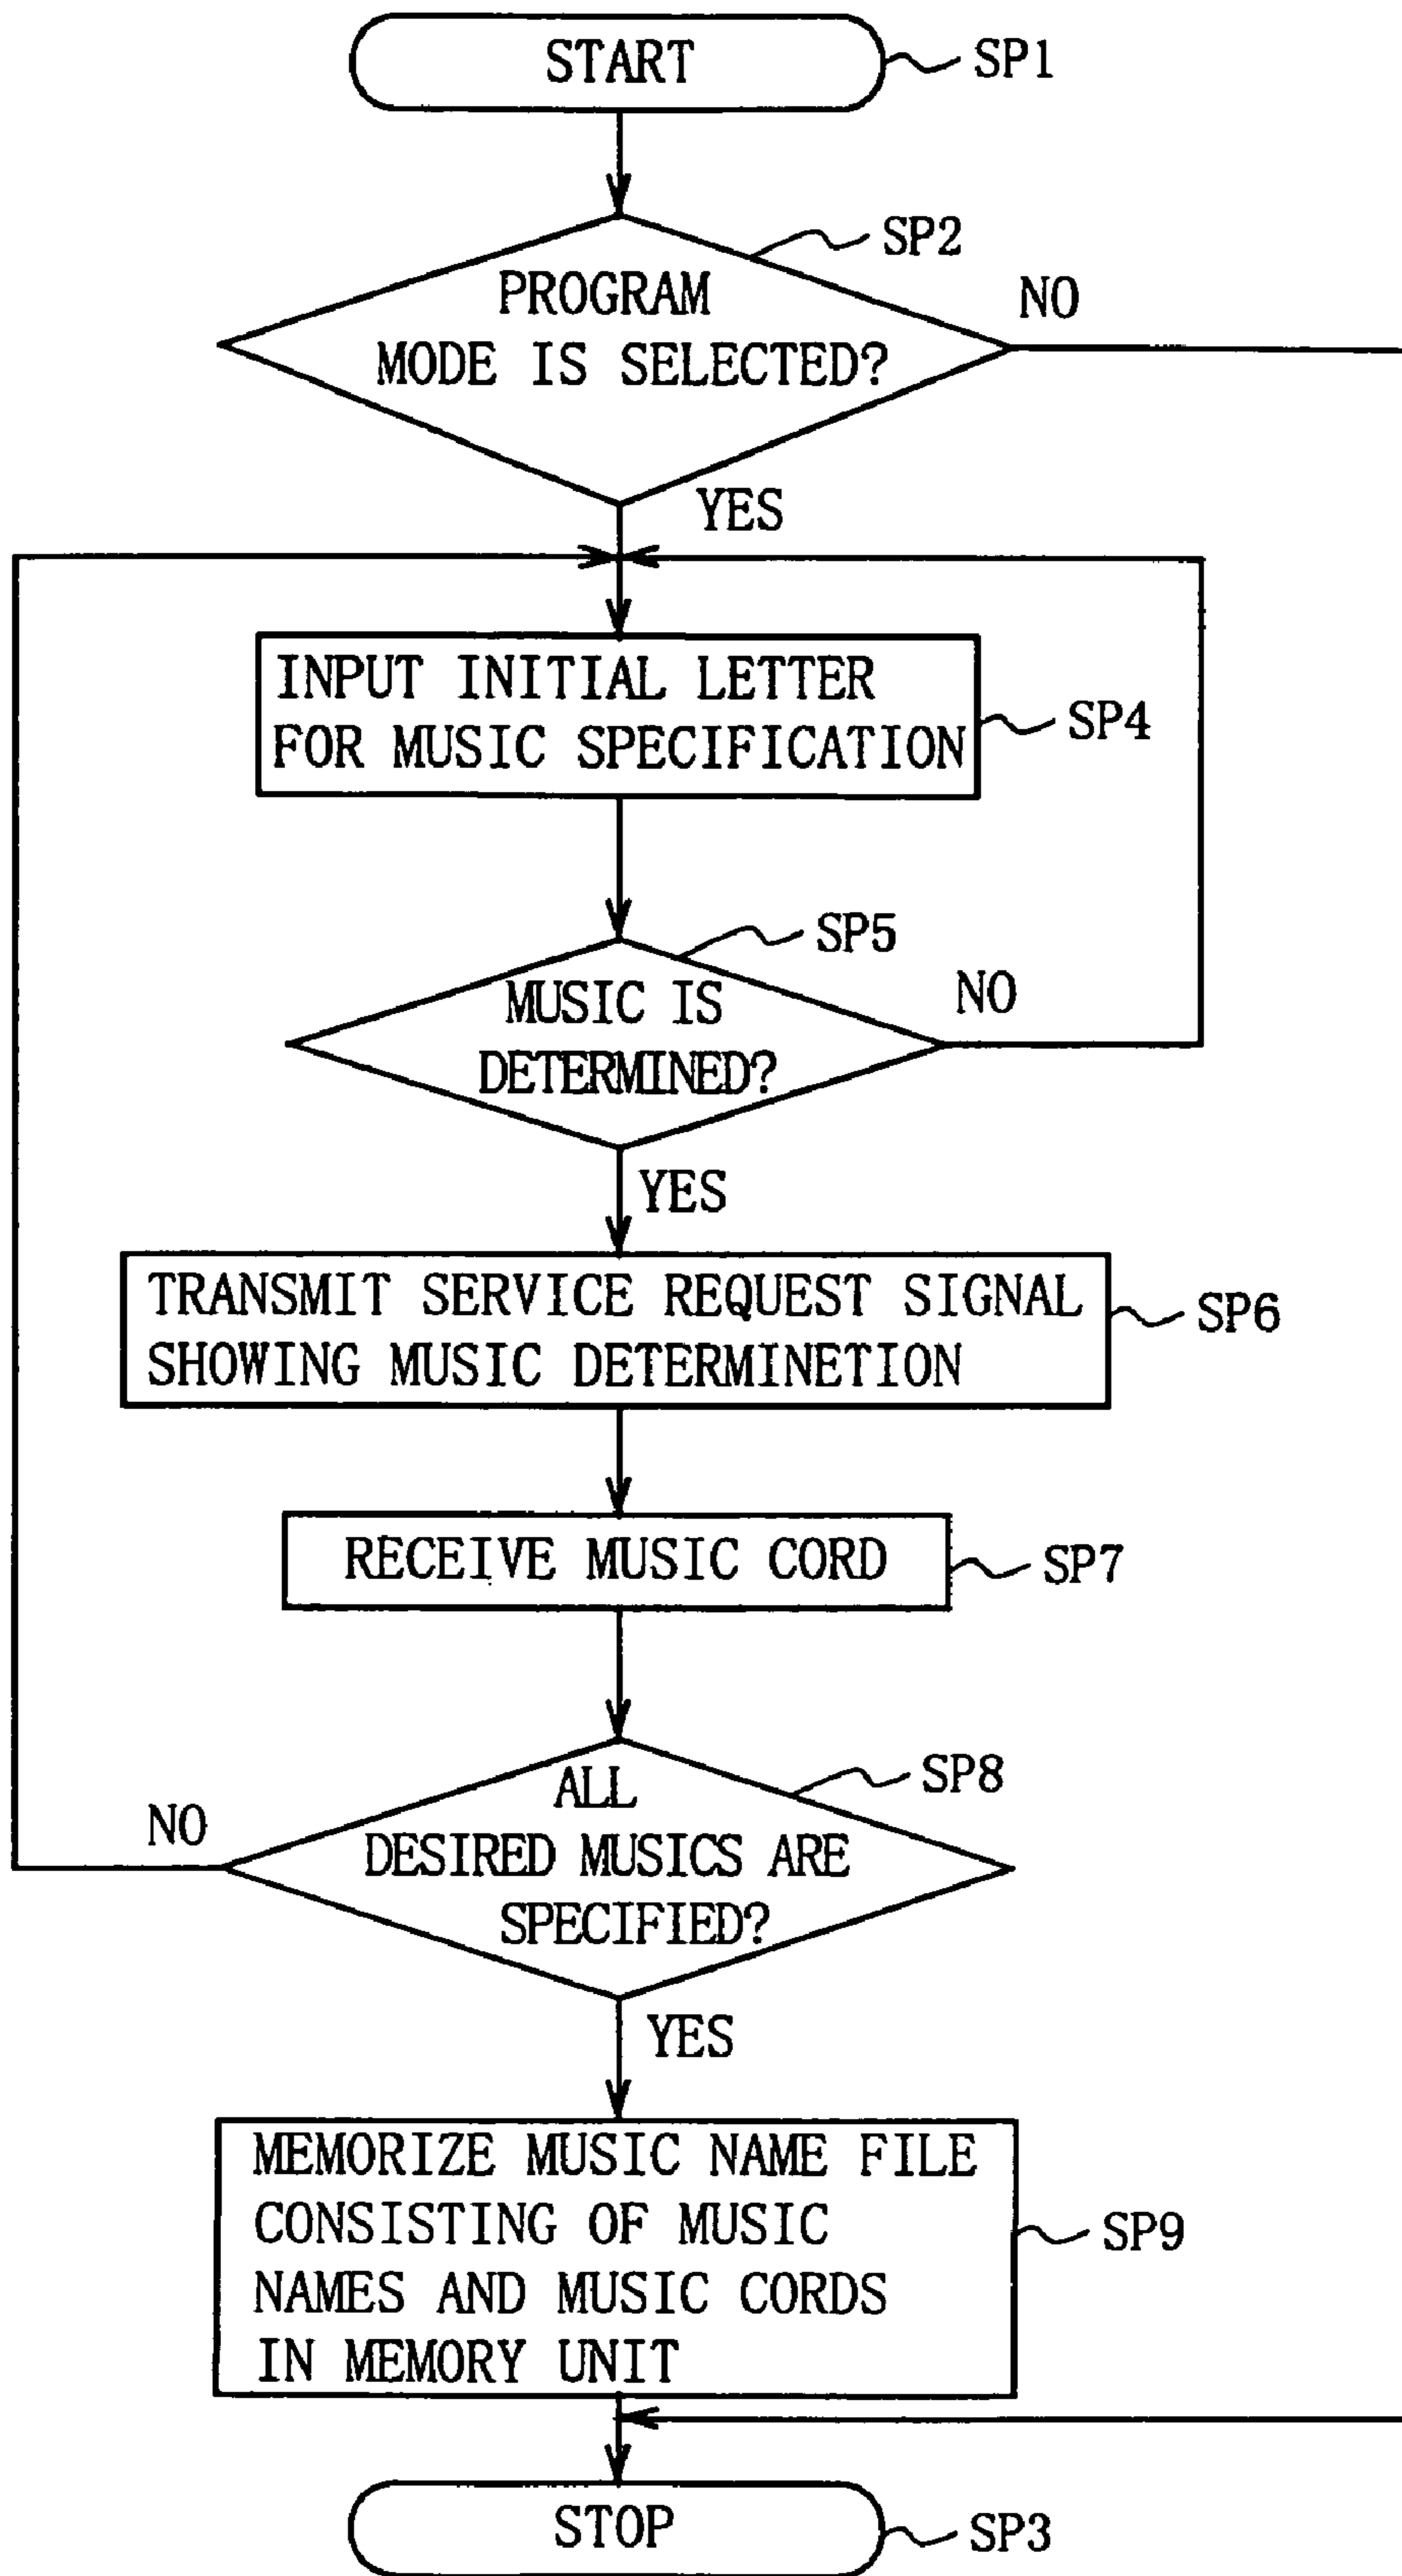 START
SP1
SP2
PROGRAM
MODE IS SELECTED?
NO
YES
INPUT INITIAL LETTER
FOR MUSIC SPECIFICATION
SP4
SP5
MUSIC IS
DETERMINED?
NO
YES
TRANSMIT SERVICE REQUEST SIGNAL
SHOWING MUSIC DETERMINETION
SP6
RECEIVE MUSIC CORD
SP7
SP8
ALL
DESIRED MUSICS ARE
SPECIFIED?
NO
YES
MEMORIZE MUSIC NAME FILE
CONSISTING OF MUSIC
NAMES AND MUSIC CORDS
IN MEMORY UNIT
SP9
STOP
SP3